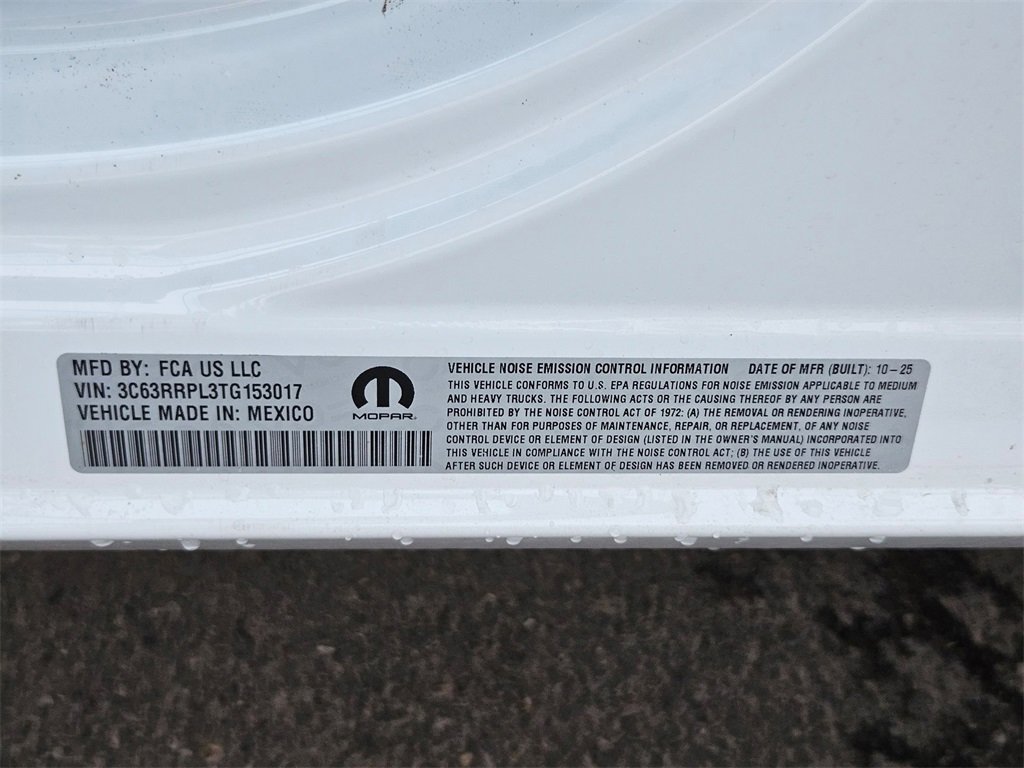 MFD BY: FCA US LLC
VIN: 3C63RRPL3TG153017
VEHICLE MADE IN: MEXICO
MOPAR
VEHICLE NOISE EMISSION CONTROL INFORMATION DATE OF MFR (BUILT): 10-25
THIS VEHICLE CONFORMS TO U.S. EPA REGULATIONS FOR NOISE EMISSION APPLICABLE TO MEDIUM
AND HEAVY TRUCKS. THE FOLLOWING ACTS OR THE CAUSING THEREOF BY ANY PERSON ARE
PROHIBITED BY THE NOISE CONTROL ACT OF 1972: (A) THE REMOVAL OR RENDERING INOPERATIVE,
OTHER THAN FOR PURPOSES OF MAINTENANCE, REPAIR, OR REPLACEMENT, OF ANY NOISE
CONTROL DEVICE OR ELEMENT OF DESIGN (LISTED IN THE OWNER'S MANUAL) INCORPORATED INTO
THIS VEHICLE IN COMPLIANCE WITH THE NOISE CONTROL ACT; (B) THE USE OF THIS VEHICLE
AFTER SUCH DEVICE OR ELEMENT OF DESIGN HAS BEEN REMOVED OR RENDERED INOPERATIVE.